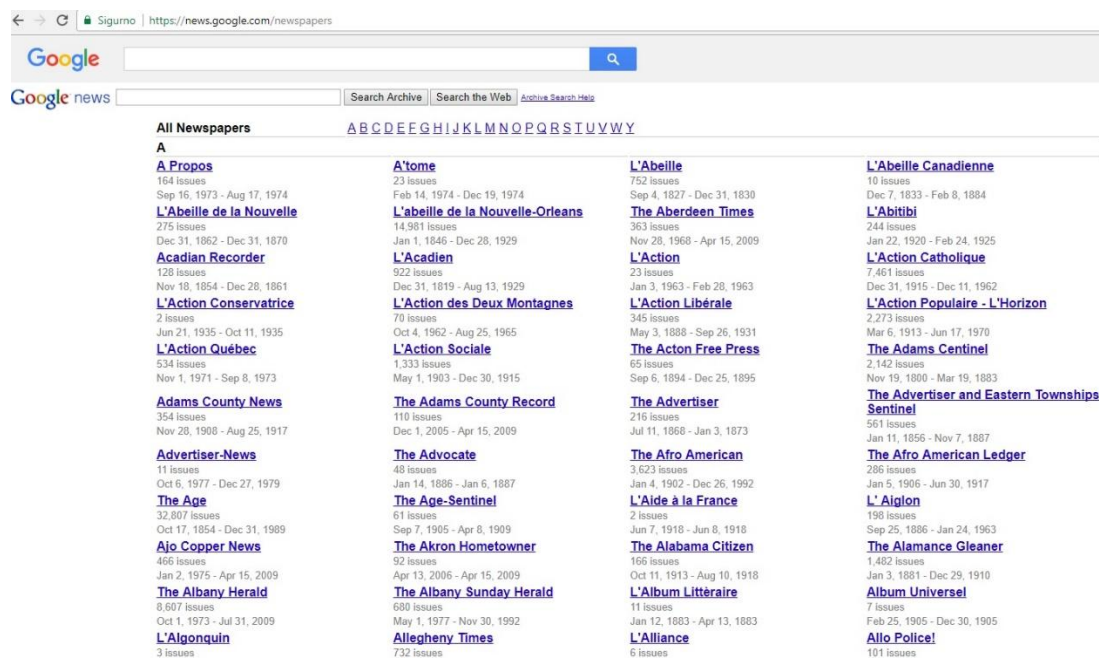 Sigurno | https://news.google.com/newspapers
Google
Google news Search Archive Search the Web Archive Search Help
All Newspapers A B C D E F G H I J K L M N O P Q R S T U V W Y
A
A Propos A'tome L'Abeille L'Abeille Canadienne
164 issues 23 issues 752 issues 10 issues
Sep 16, 1973 - Aug 17, 1974 Feb 14, 1974 - Dec 19, 1974 Sep 4, 1827 - Dec 31, 1830 Dec 7, 1833 - Feb 8, 1884
L'Abeille de la Nouvelle L'abeille de la Nouvelle-Orleans The Aberdeen Times L'Abitibi
275 issues 14,981 issues 363 issues 244 issues
Dec 31, 1862 - Dec 31, 1870 Jan 1, 1846 - Dec 28, 1929 Nov 28, 1968 - Apr 15, 2009 Jan 22, 1920 - Feb 24, 1925
Acadian Recorder L'Acadien L'Action L'Action Catholique
128 issues 922 issues 23 issues 7,461 issues
Nov 18, 1854 - Dec 28, 1861 Dec 31, 1819 - Aug 13, 1929 Jan 3, 1963 - Feb 28, 1963 Dec 31, 1915 - Dec 11, 1962
L'Action Conservatrice L'Action des Deux Montagnes L'Action Libérale L'Action Populaire - L'Horizon
2 issues 70 issues 345 issues 2,273 issues
Jun 21, 1935 - Oct 11, 1935 Oct 4, 1962 - Aug 25, 1965 May 3, 1888 - Sep 26, 1931 Mar 6, 1913 - Jun 17, 1970
L'Action Québec L'Action Sociale The Acton Free Press The Adams Centinel
534 issues 1,333 issues 65 issues 2,142 issues
Nov 1, 1971 - Sep 8, 1973 May 1, 1903 - Dec 30, 1915 Sep 6, 1894 - Dec 25, 1895 Nov 19, 1800 - Mar 19, 1883
Adams County News The Adams County Record The Advertiser The Advertiser and Eastern Townships
Sentinel
354 issues 110 issues 216 issues 561 issues
Nov 28, 1908 - Aug 25, 1917 Dec 1, 2005 - Apr 15, 2009 Jul 11, 1868 - Jan 3, 1873 Jan 11, 1856 - Nov 7, 1887
Advertiser-News The Advocate The Afro American The Afro American Ledger
11 issues 48 issues 3,623 issues 286 issues
Oct 6, 1977 - Dec 27, 1979 Jan 14, 1886 - Jan 6, 1887 Jan 4, 1902 - Dec 26, 1992 Jan 5, 1906 - Jun 30, 1917
The Age The Age-Sentinel L'Aide à la France L' Aiglon
32,807 issues 61 issues 2 issues 198 issues
Oct 17, 1854 - Dec 31, 1989 Sep 7, 1905 - Apr 8, 1909 Jun 7, 1918 - Jun 8, 1918 Sep 25, 1886 - Jan 24, 1963
Ajo Copper News The Akron Hometowner The Alabama Citizen The Alamance Gleaner
466 issues 92 issues 166 issues 1,482 issues
Jan 2, 1975 - Apr 15, 2009 Apr 13, 2006 - Apr 15, 2009 Oct 11, 1913 - Aug 10, 1918 Jan 3, 1881 - Dec 29, 1910
The Albany Herald The Albany Sunday Herald L'Album Littèraire Album Universel
8,607 issues 680 issues 11 issues 7 issues
Oct 1, 1973 - Jul 31, 2009 May 1, 1977 - Nov 30, 1992 Jan 12, 1883 - Apr 13, 1883 Feb 25, 1905 - Dec 30, 1905
L'Algonquin Allegheny Times L'Alliance Allo Police!
3 issues 732 issues 6 issues 101 issues